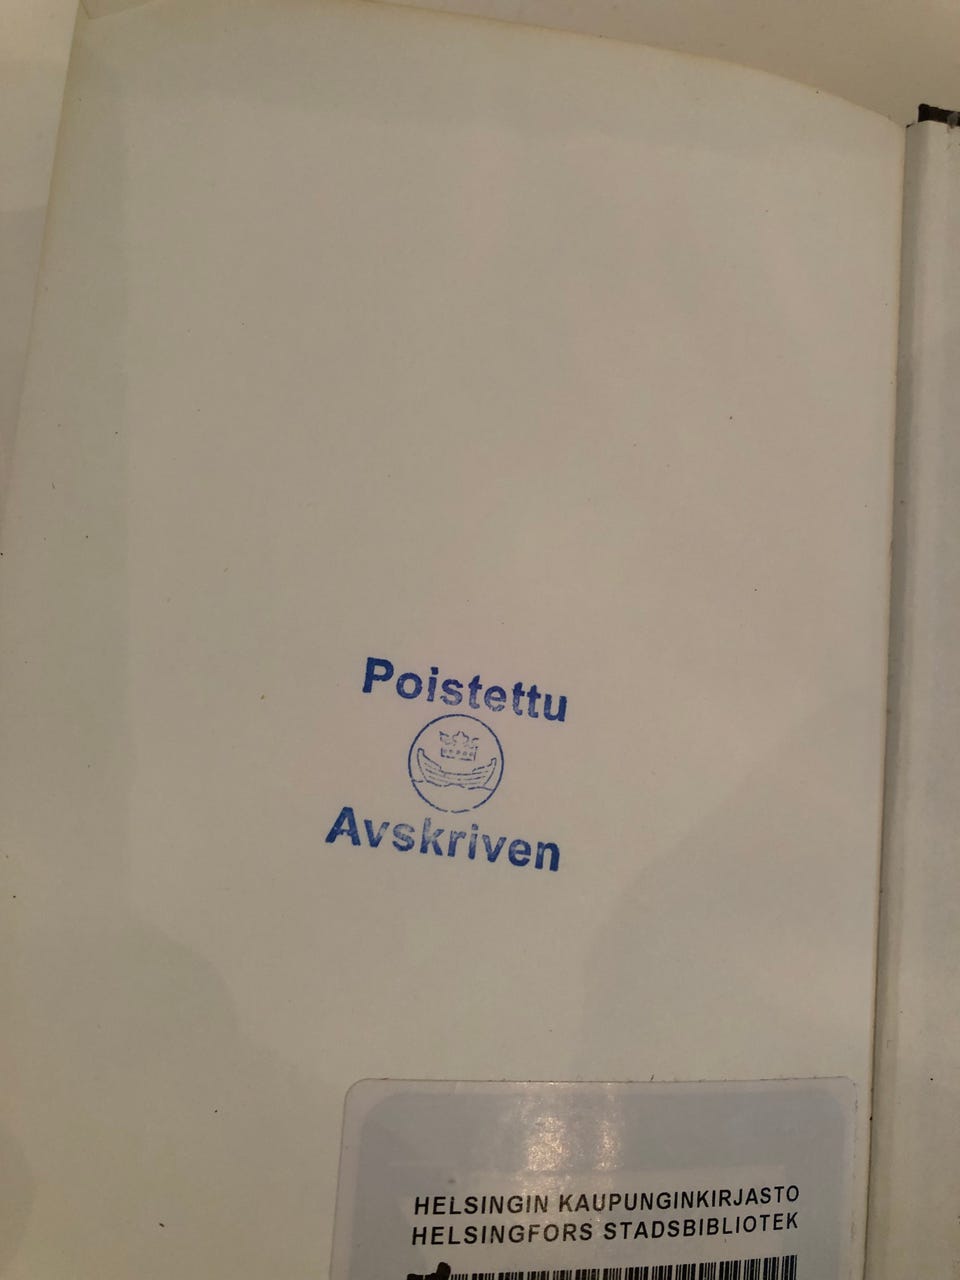 Poistettu
Avskriven
HELSINGIN KAUPUNGINKIRJASTO
HELSINGFORS STADSBIBLIOTEK